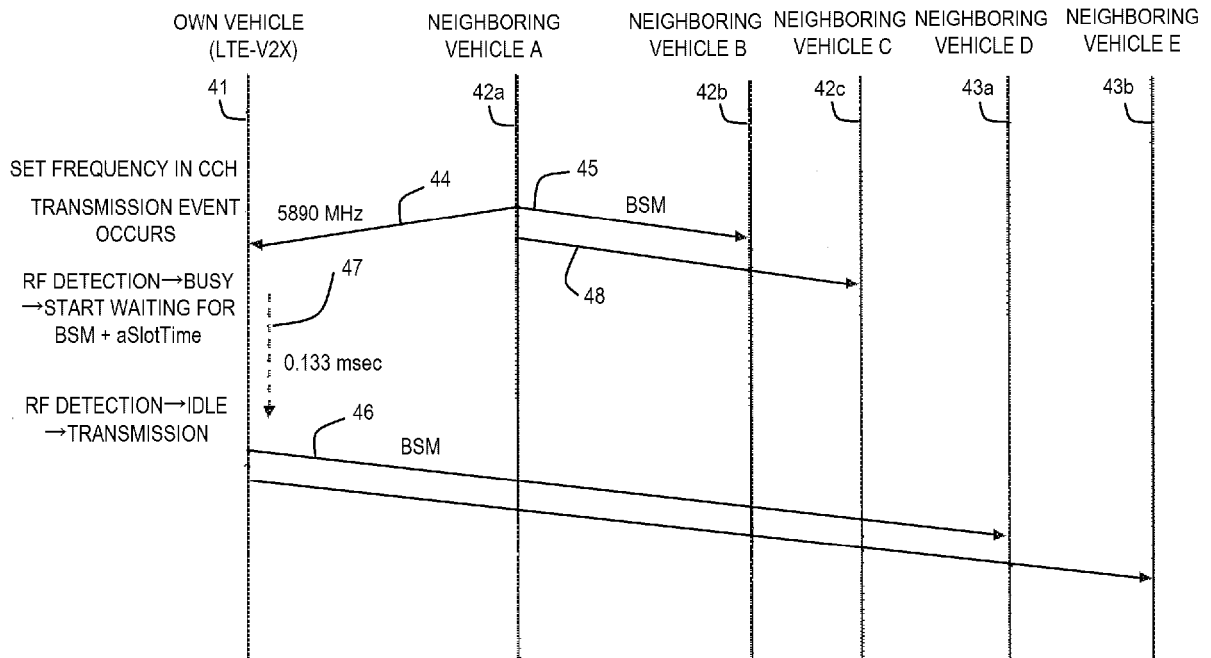 OWN VEHICLE
(LTE-V2X)
NEIGHBORING
VEHICLE A
NEIGHBORING
VEHICLE B
NEIGHBORING
VEHICLE C
NEIGHBORING
VEHICLE D
NEIGHBORING
VEHICLE E
41
42a
42b
42c
43a
43b
SET FREQUENCY IN CCH
44
45
TRANSMISSION EVENT
OCCURS
5890 MHz
BSM
RF DETECTION→BUSY
→START WAITING FOR
BSM + aSlotTime
47
48
0.133 msec
RF DETECTION→IDLE
→TRANSMISSION
46
BSM